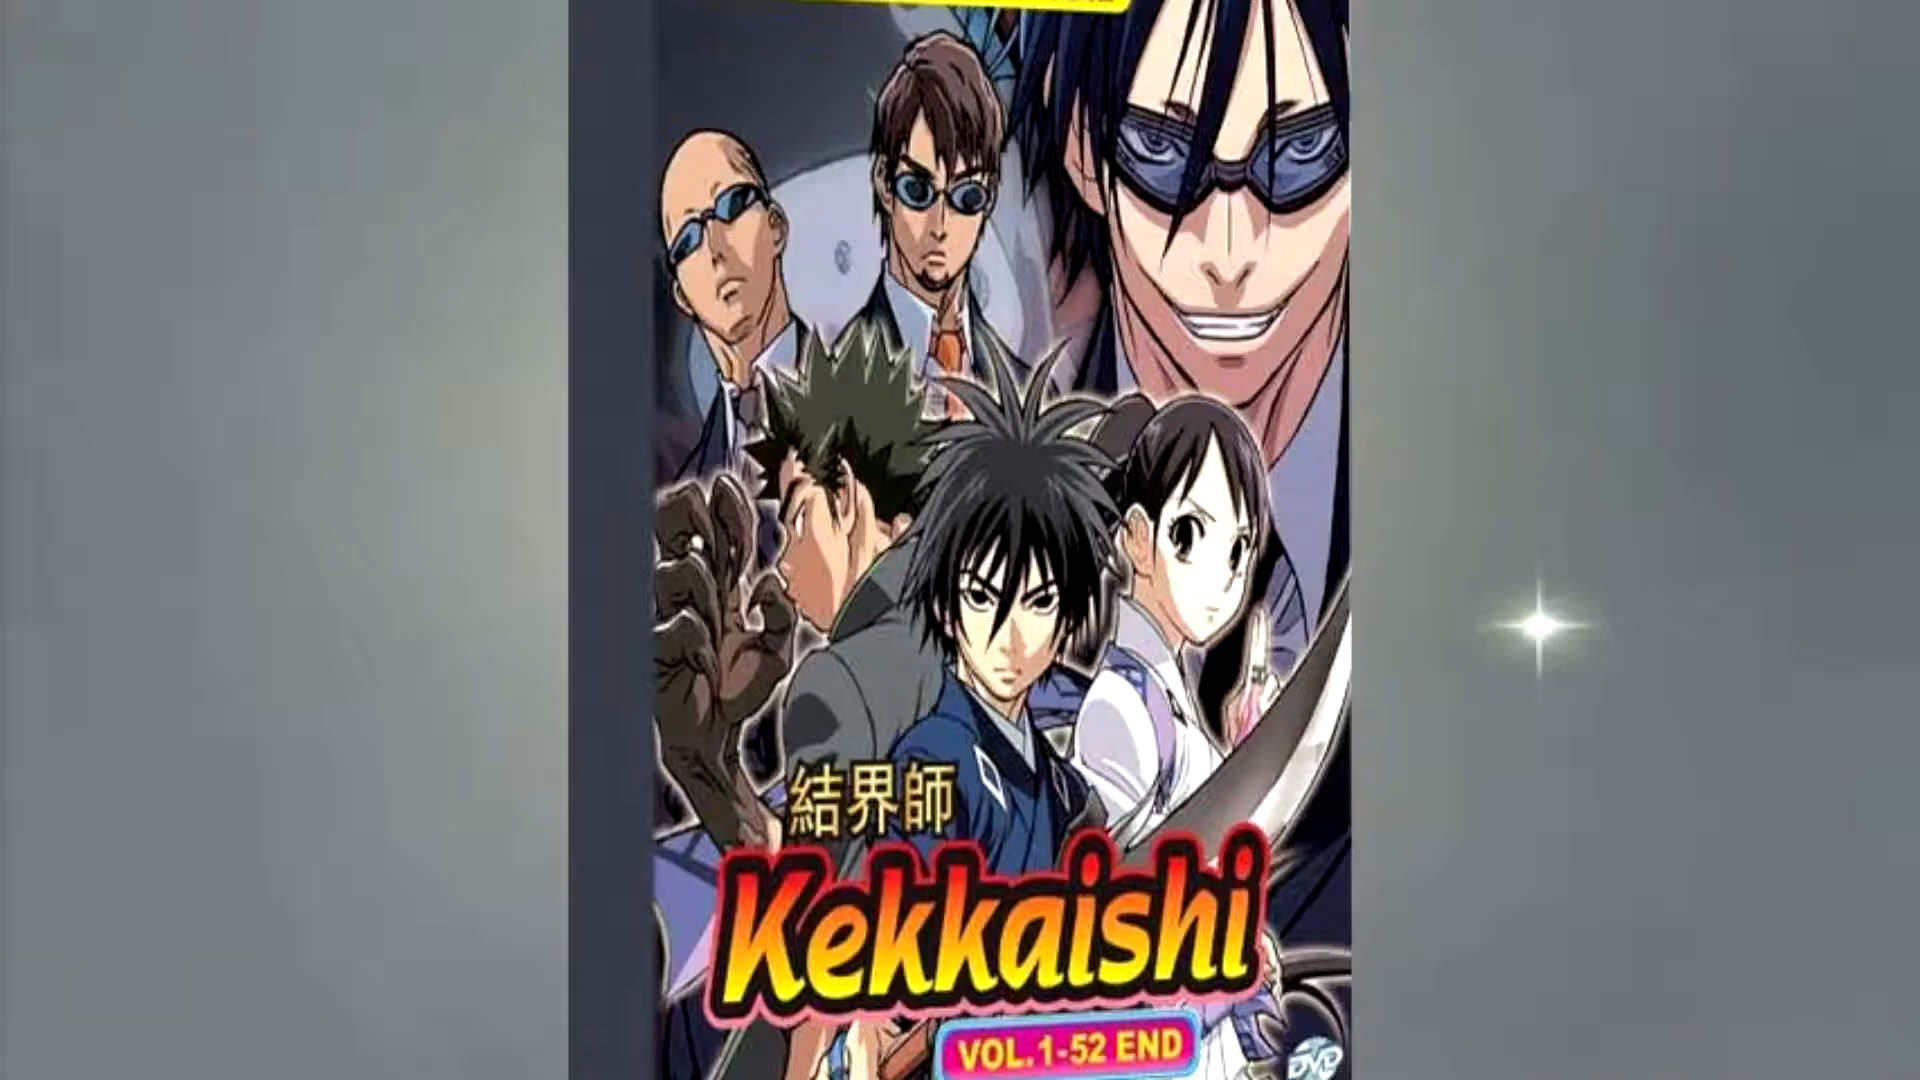 結界師
Kekkaishi
VOL.1-52 END
DVD